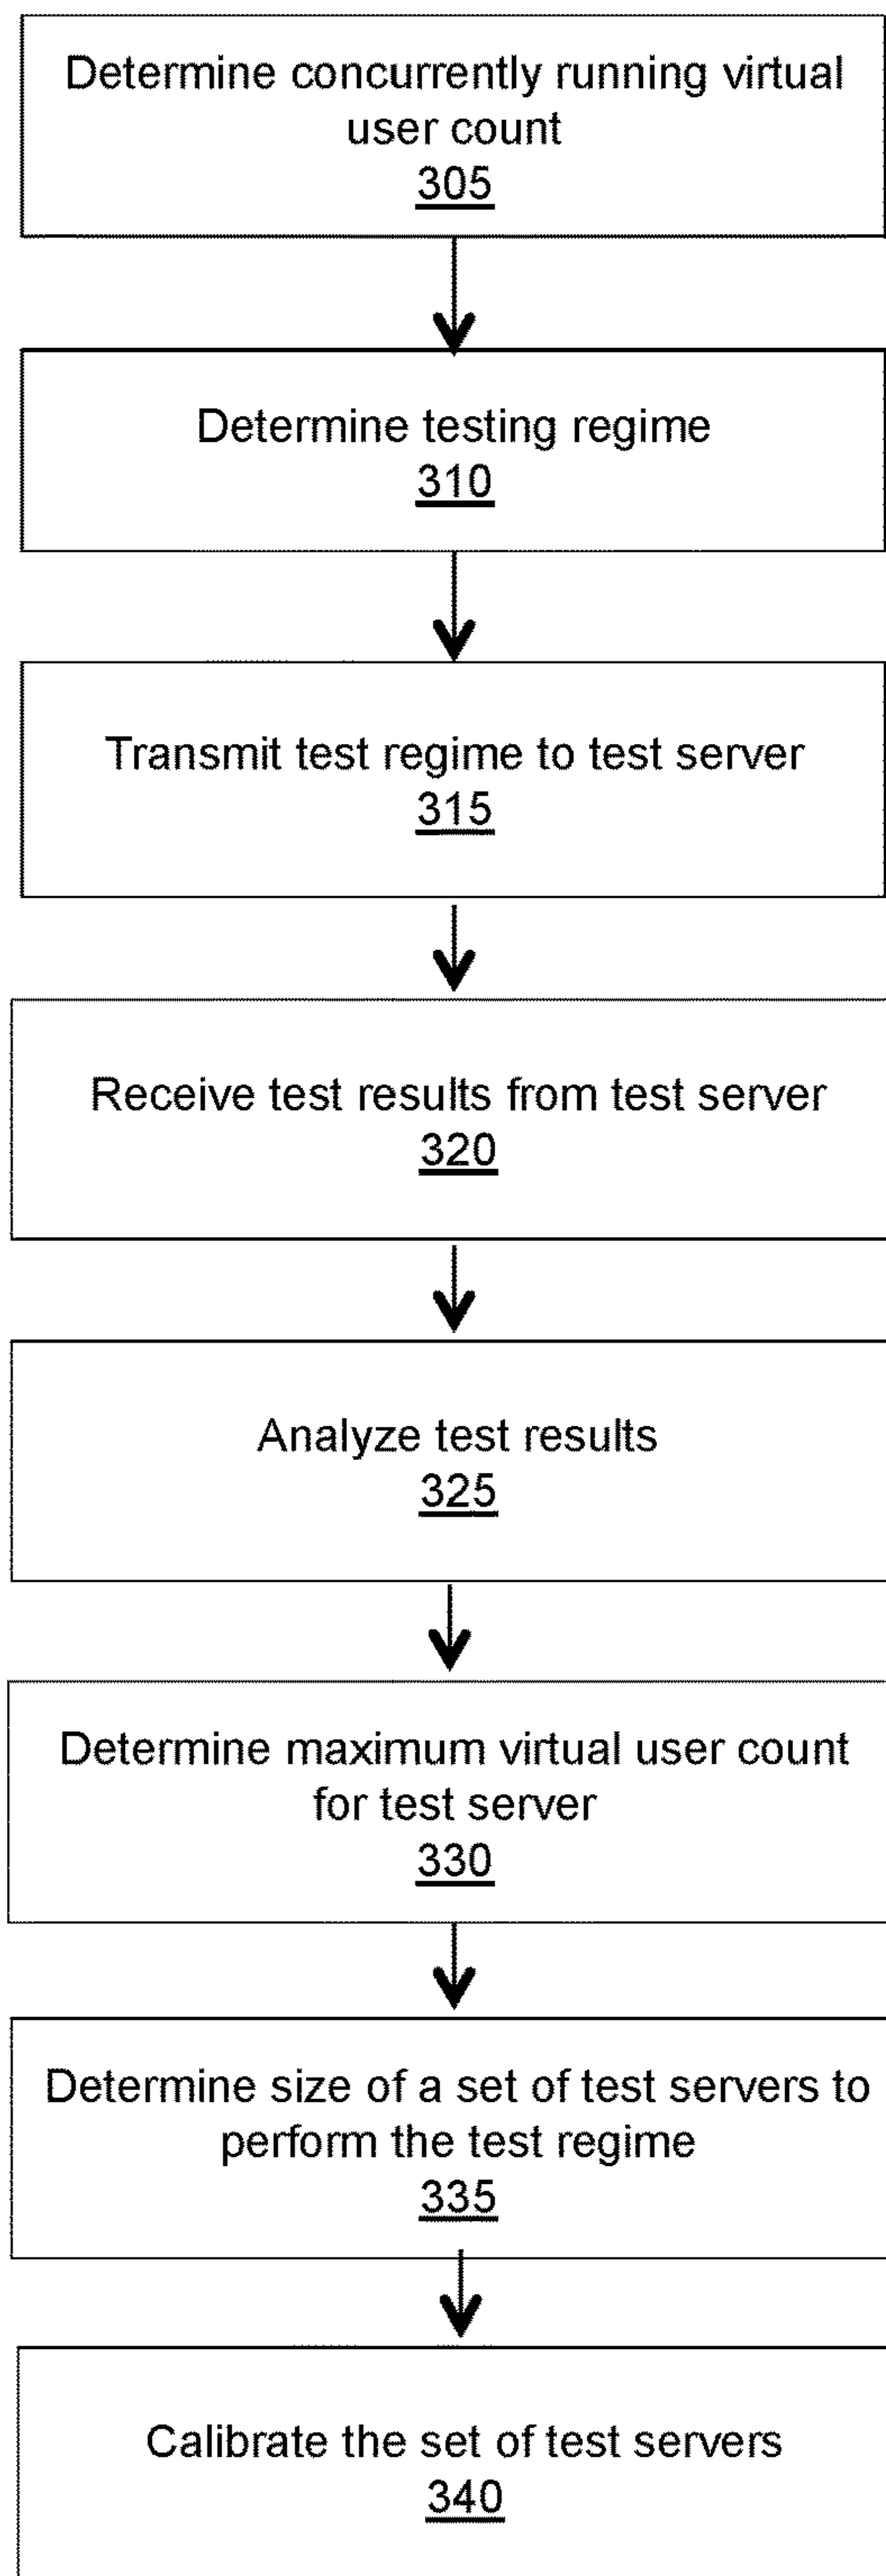 Determine concurrently running virtual
user count
305
Determine testing regime
310
Transmit test regime to test server
315
Receive test results from test server
320
Analyze test results
325
Determine maximum virtual user count
for test server
330
Determine size of a set of test servers to
perform the test regime
335
Calibrate the set of test servers
340